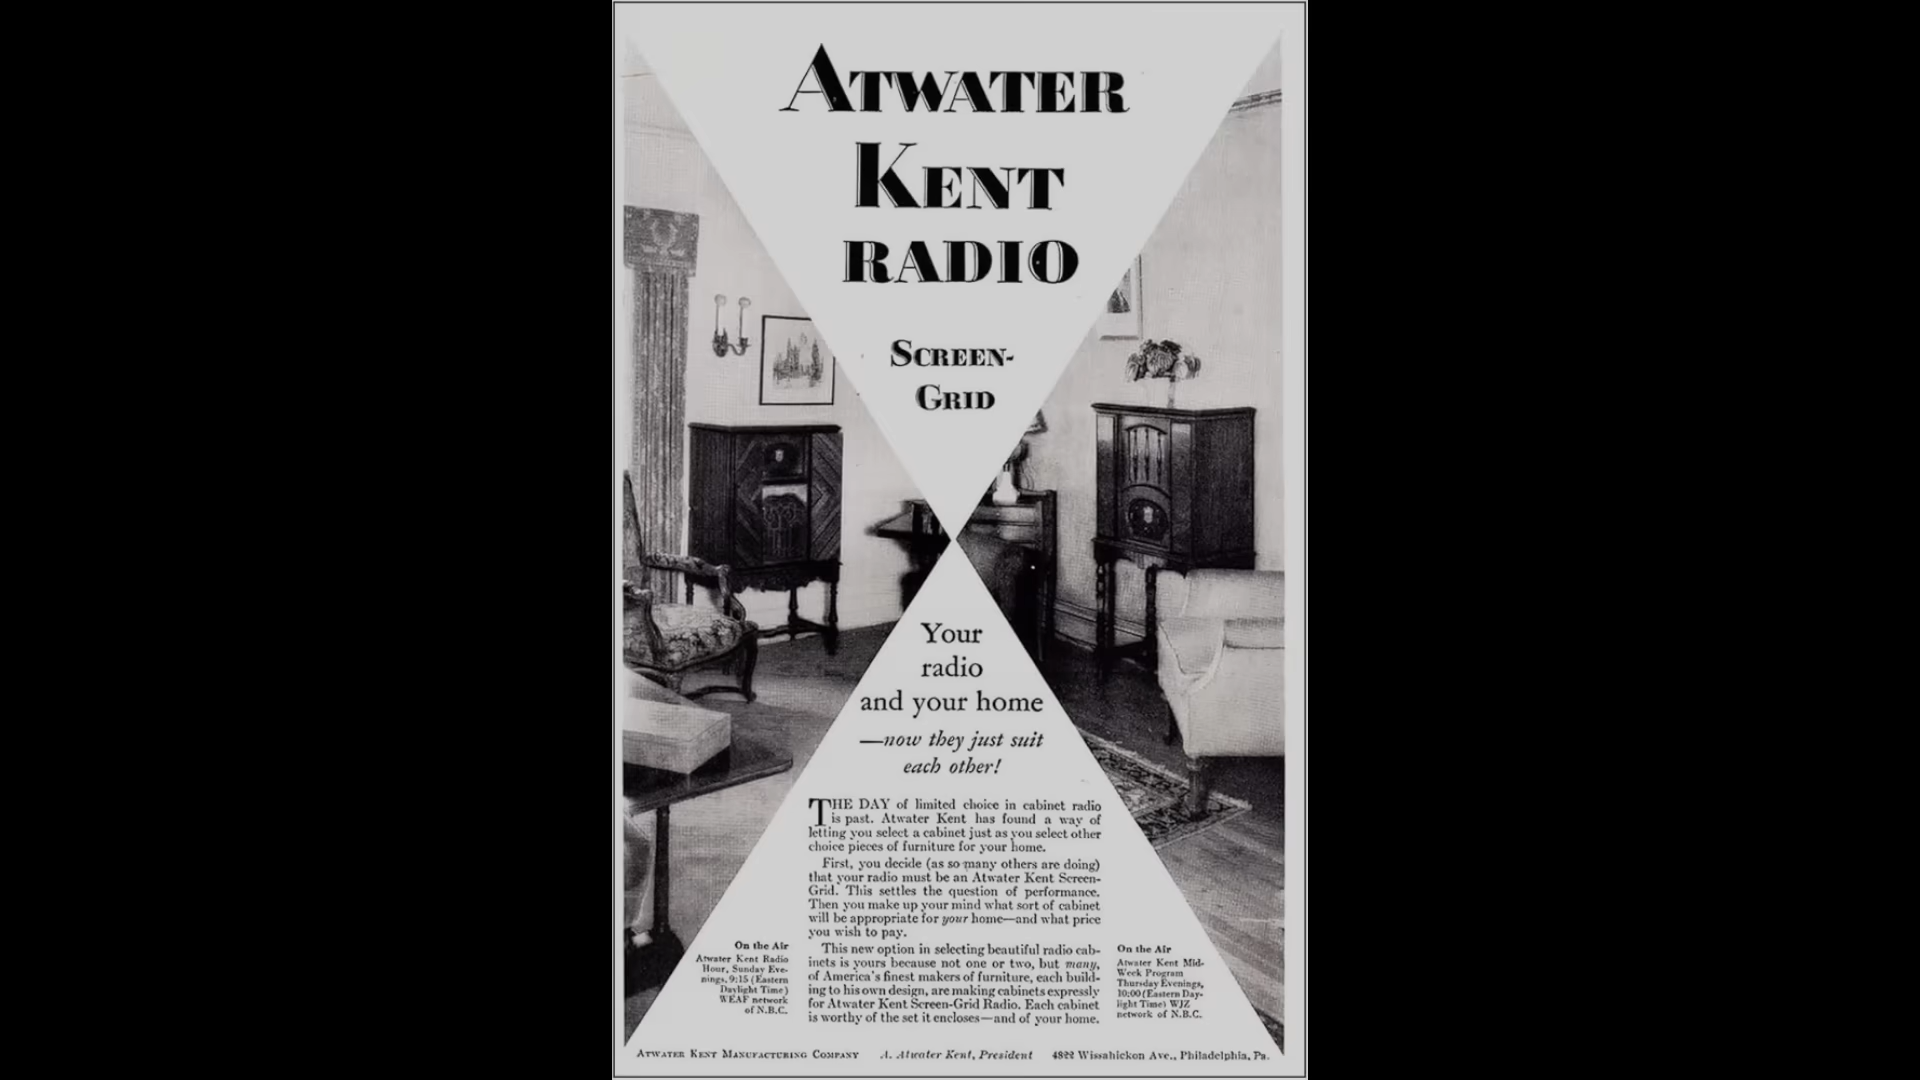 ATWATER
KENT
RADIO
SCREEN-
GRID
Your
radio
and your home
—now they just suit
each other!
THE DAY of limited choice in cabinet radio
is past. Atwater Kent has found a way of
letting you select a cabinet just as you select other
choice pieces of furniture for your home.
First, you decide (as so many others are doing)
that your radio must be an Atwater Kent Screen-
Grid. This settles the question of performance.
Then you make up your mind what sort of cabinet
will be appropriate for your home—and what price
you wish to pay.
This new option in selecting beautiful radio cab-
inets is yours because not one or two, but many,
of America's finest makers of furniture, each build-
ing to his own design, are making cabinets expressly
for Atwater Kent Screen-Grid Radio. Each cabinet
is worthy of the set it encloses—and of your home.
On the Air
Atwater Kent Radio
Hour, Sunday Eve-
nings, 9:15 (Eastern
Daylight Time)
WEAF network
of N.B.C.
On the Air
Atwater Kent Mid-
Week Program
Thursday Evenings,
10:00 (Eastern Day-
light Time) WJZ
network of N.B.C.
ATWATER KENT MANUFACTURING COMPANY A. Atwater Kent, President 4822 Wissahickon Ave., Philadelphia, Pa.